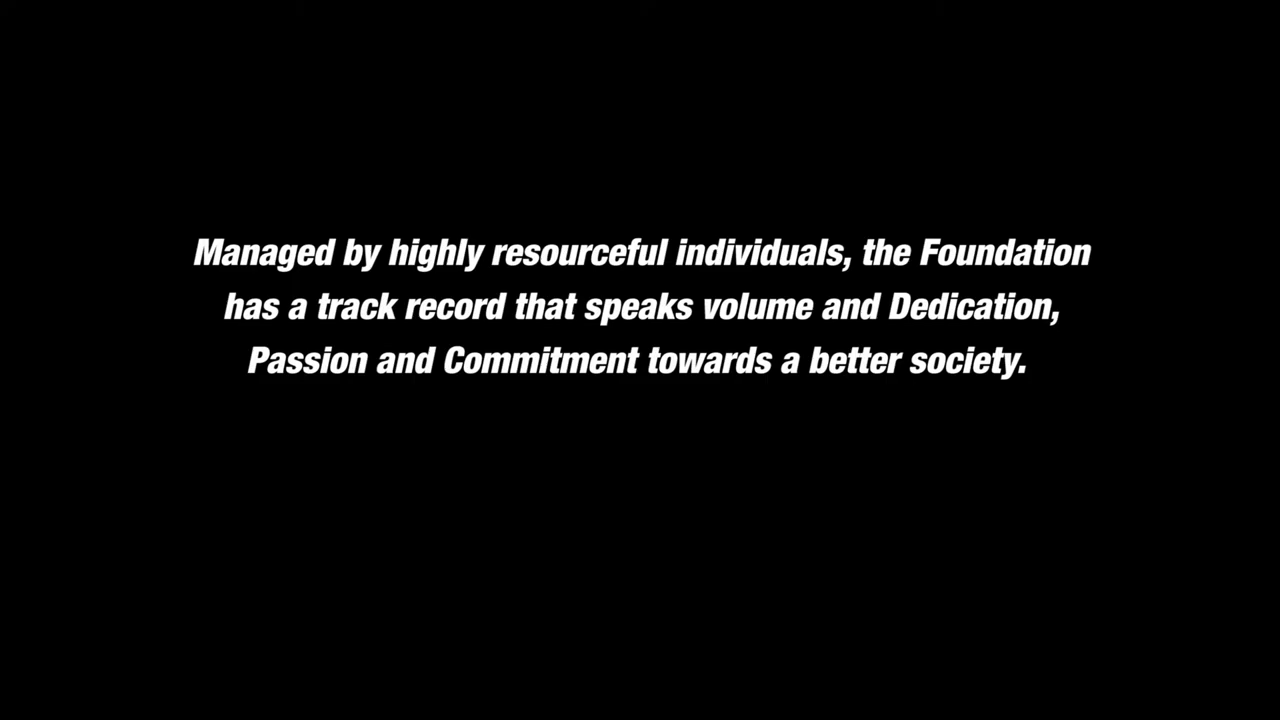 Managed by highly resourceful individuals, the Foundation
has a track record that speaks volume and Dedication,
Passion and Commitment towards a better society.